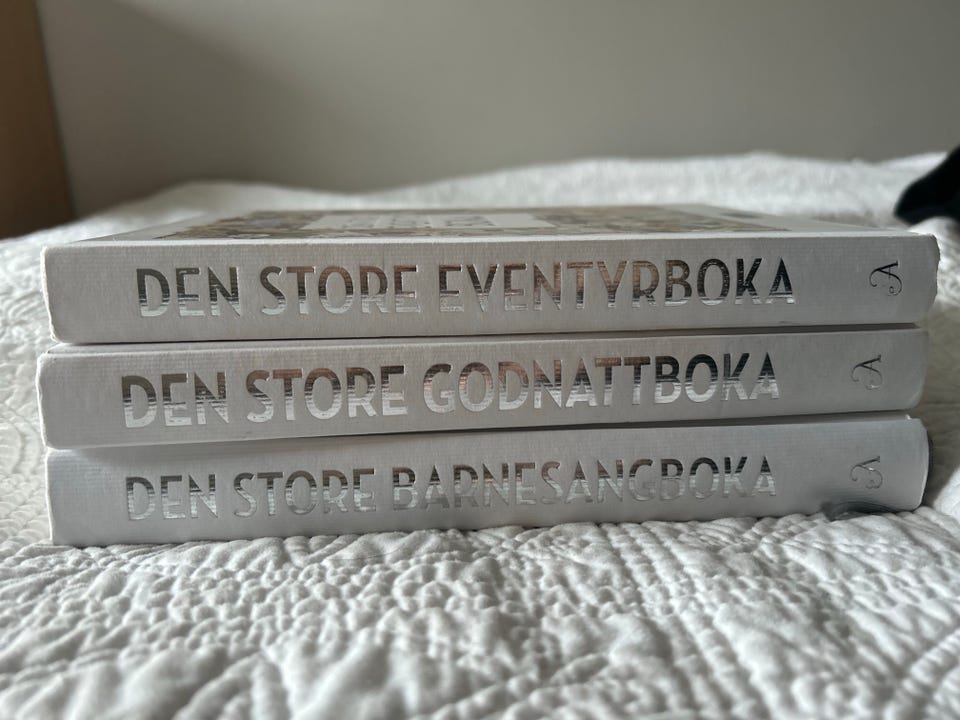 DEN STORE EVENTYRBOKA A
DEN STORE GODNATTBOKA A
DEN STORE BARNESANGBOKA A